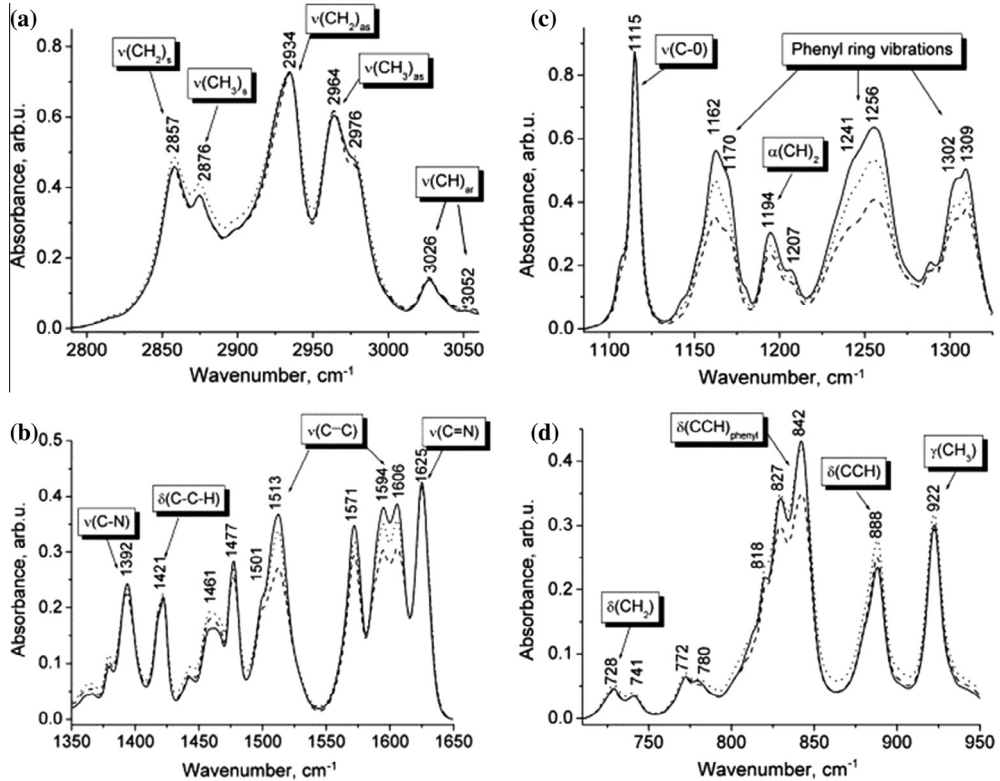 (a)
ν(CH2)as
2934
ν(CH2)s
ν(CH3)s
ν(CH3)as
2964
2976
2857
2876
ν(CH)ar
3026
3052
0.8
0.6
0.4
0.2
0.0
Absorbance, arb.u.
2800 2850 2900 2950 3000 3050
Wavenumber, cm-1
(c)
1115
ν(C-0)
Phenyl ring vibrations
1162
1170
1241
1256
α(CH)2
1302
1309
1194
1207
0.8
0.6
0.4
0.2
0.0
Absorbance, arb.u.
1100 1150 1200 1250 1300
Wavenumber, cm-1
(b)
ν(C–C)
ν(C=N)
ν(C-N)
δ(C-C-H)
1392
1421
1461
1477
1501
1513
1571
1594
1606
1625
0.5
0.4
0.3
0.2
0.1
0.0
Absorbance, arb.u.
1350 1400 1450 1500 1550 1600 1650
Wavenumber, cm-1
(d)
δ(CCH)phenyl
842
827
818
δ(CCH)
888
γ(CH3)
922
δ(CH2)
728
741
772
780
0.4
0.3
0.2
0.1
0.0
Absorbance, arb.u.
750 800 850 900 950
Wavenumber, cm-1